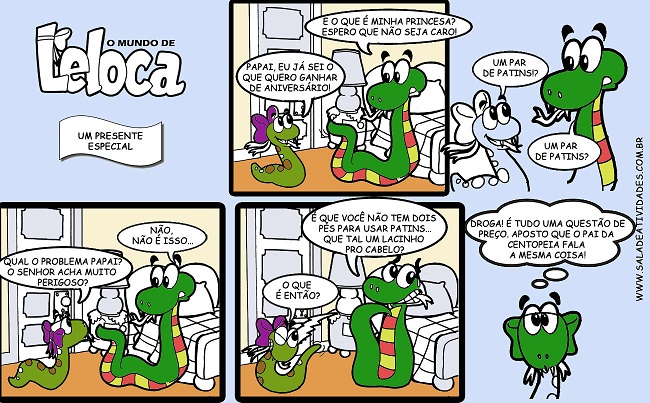 O MUNDO DE
Leloca
UM PRESENTE
ESPECIAL
PAPAI, EU JÁ SEI O
QUE QUERO GANHAR
DE ANIVERSÁRIO!
E O QUE É MINHA PRINCESA?
ESPERO QUE NÃO SEJA CARO!
UM PAR
DE PATINS!?
UM PAR
DE PATINS?
QUAL O PROBLEMA PAPAI?
O SENHOR ACHA MUITO
PERIGOSO?
NÃO,
NÃO É ISSO...
O QUE
É ENTÃO?
É QUE VOCÊ NÃO TEM DOIS
PÉS PARA USAR PATINS...
QUE TAL UM LACINHO
PRO CABELO?
DROGA! É TUDO UMA QUESTÃO DE
PREÇO, APOSTO QUE O PAI DA
CENTOPEIA FALA
A MESMA COISA!
WWW.SALADEATIVIDADES.COM.BR